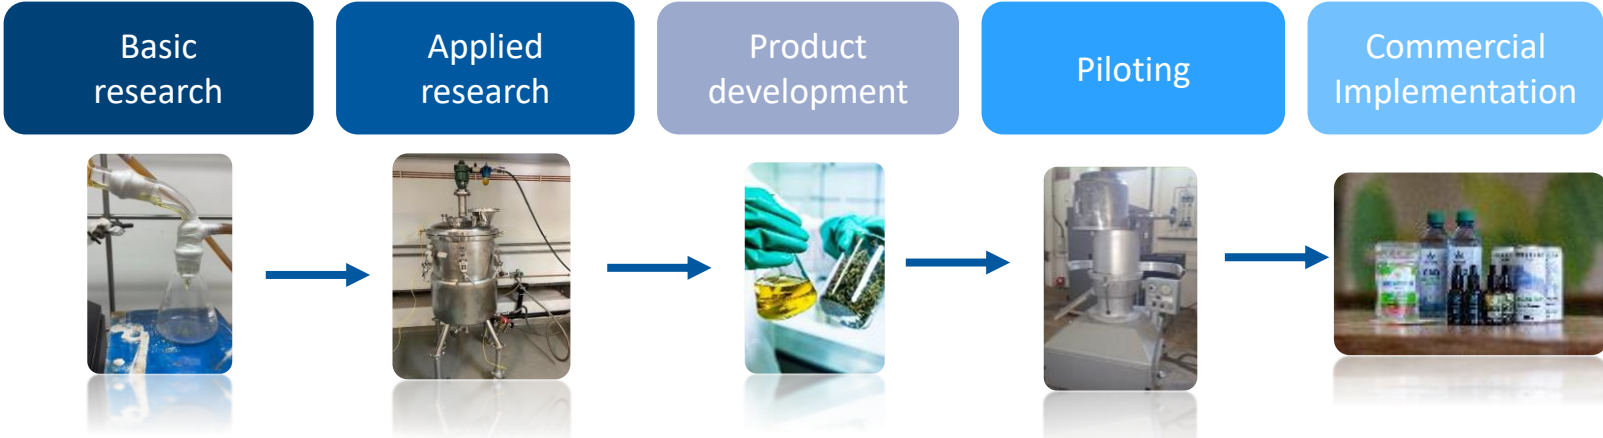 Basic
research
Applied
research
Product
development
Piloting
Commercial
Implementation